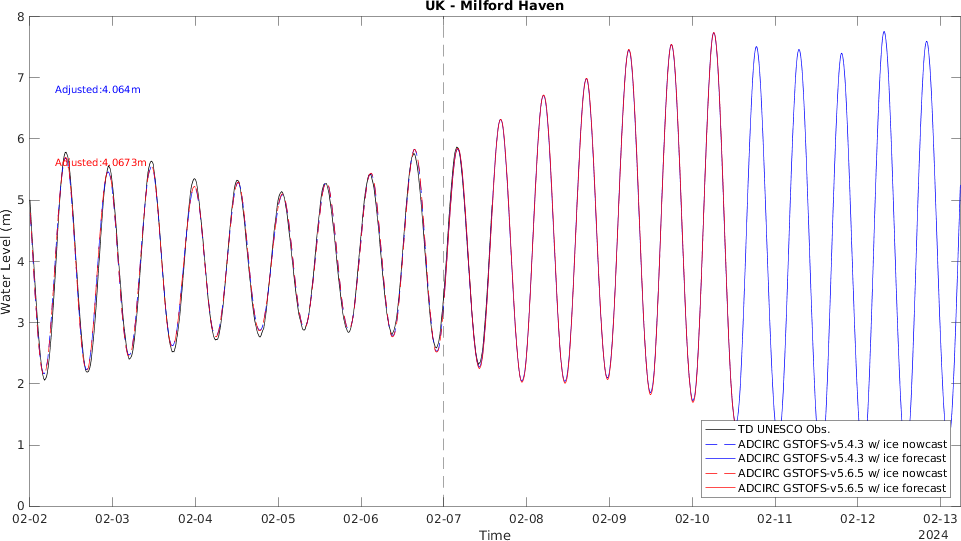 UK - Milford Haven
8
7
6
5
4
3
2
1
0
Water Level (m)
Adjusted:4.064m
Adjusted:4.0673m
TD UNESCO Obs.
ADCIRC GSTOFS-v5.4.3 w/ ice nowcast
ADCIRC GSTOFS-v5.4.3 w/ ice forecast
ADCIRC GSTOFS-v5.6.5 w/ ice nowcast
ADCIRC GSTOFS-v5.6.5 w/ ice forecast
02-02 02-03 02-04 02-05 02-06 02-07 02-08 02-09 02-10 02-11 02-12 02-13
Time
2024